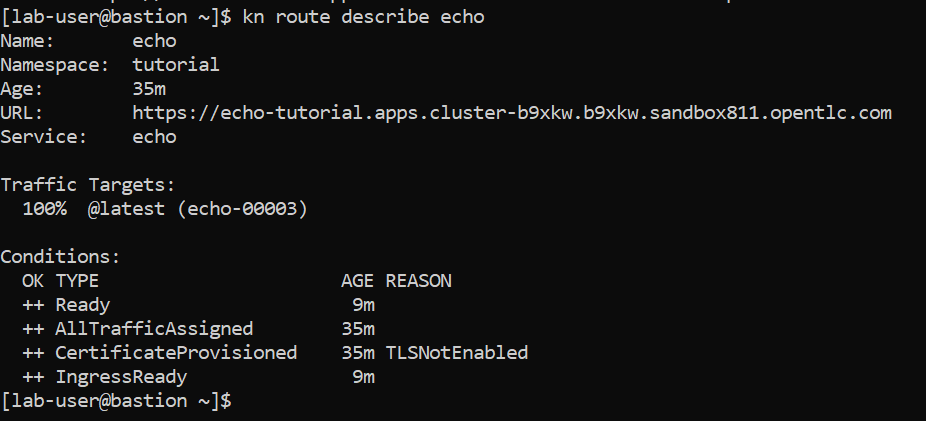 [lab-user@bastion ~]$ kn route describe echo
Name:       echo
Namespace:  tutorial
Age:        35m
URL:        https://echo-tutorial.apps.cluster-b9xkw.b9xkw.sandbox811.opentlc.com
Service:    echo

Traffic Targets:
  100%  @latest (echo-00003)

Conditions:
  OK TYPE                      AGE REASON
  ++ Ready                      9m
  ++ AllTrafficAssigned        35m
  ++ CertificateProvisioned    35m TLSNotEnabled
  ++ IngressReady               9m
[lab-user@bastion ~]$